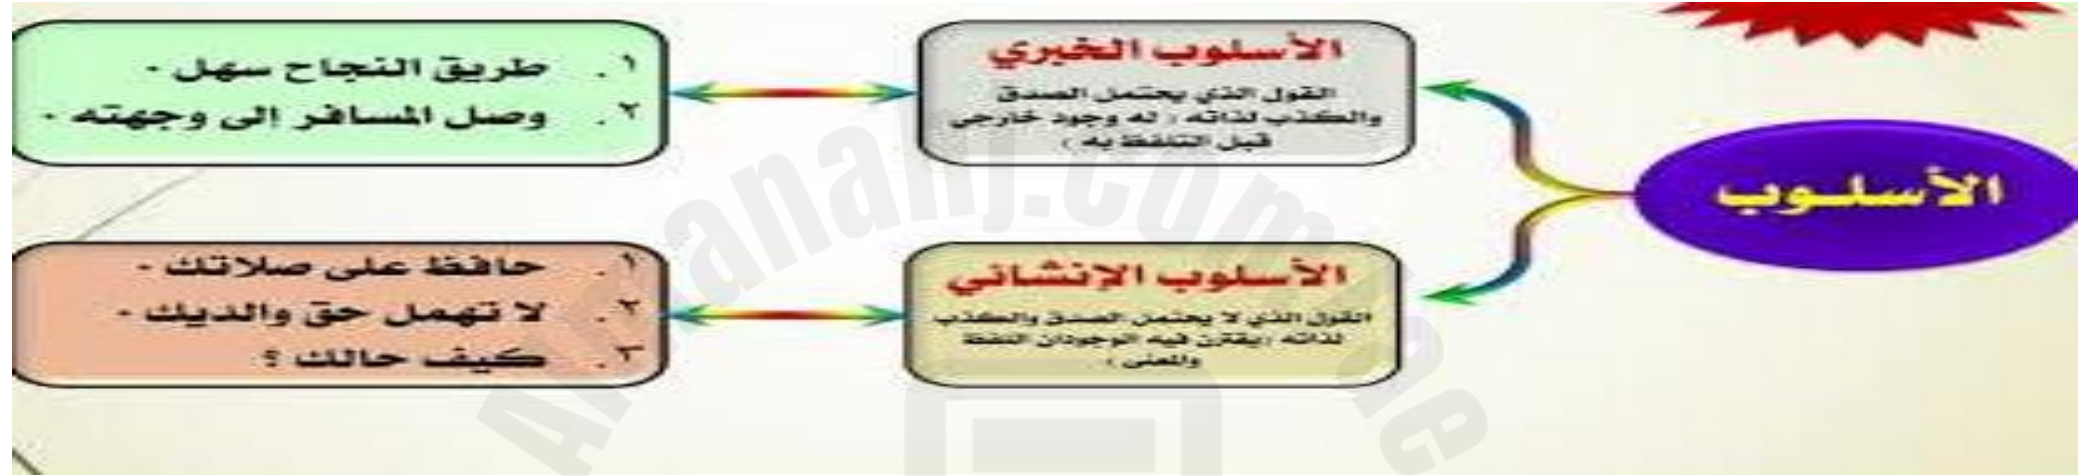 الأسلوب
الأسلوب الخبري
القول الذي يحتمل الصدق
والكذب لذاته ( له وجود خارجي
قبل التلفظ به )
١. طريق النجاح سهل .
٢. وصل المسافر إلى وجهته .
الأسلوب الإنشائي
القول الذي لا يحتمل الصدق والكذب
لذاته (يقترن فيه الوجودان اللفظ
والمعنى )
١. حافظ على صلاتك .
٢. لا تهمل حق والديك .
٣. كيف حالك ؟